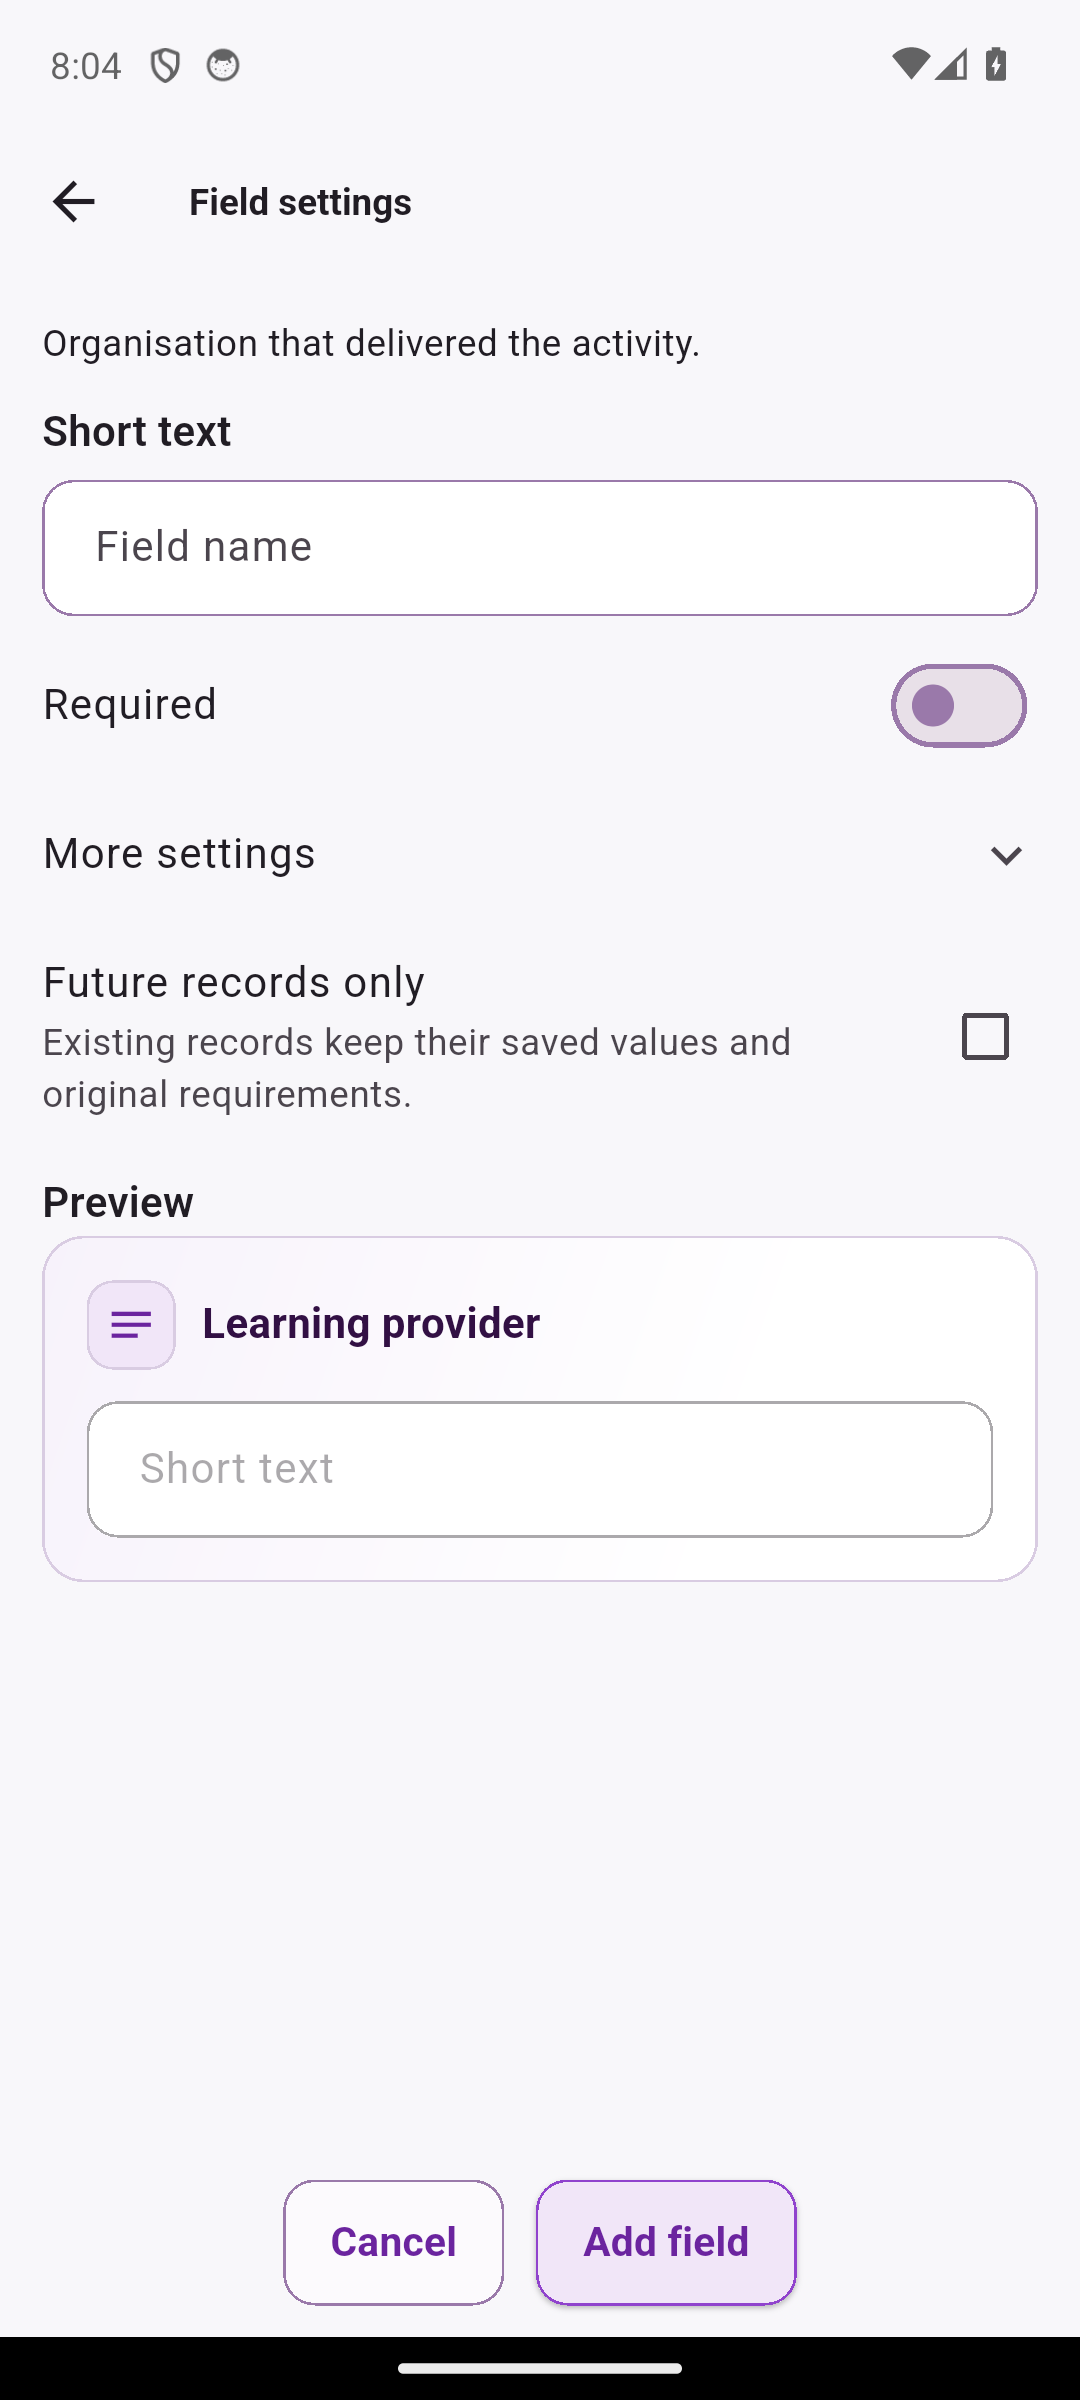 8:04
Field settings
Organisation that delivered the activity.
Short text
Field name
Required
More settings
Future records only
Existing records keep their saved values and
original requirements.
Preview
Learning provider
Short text
Cancel
Add field